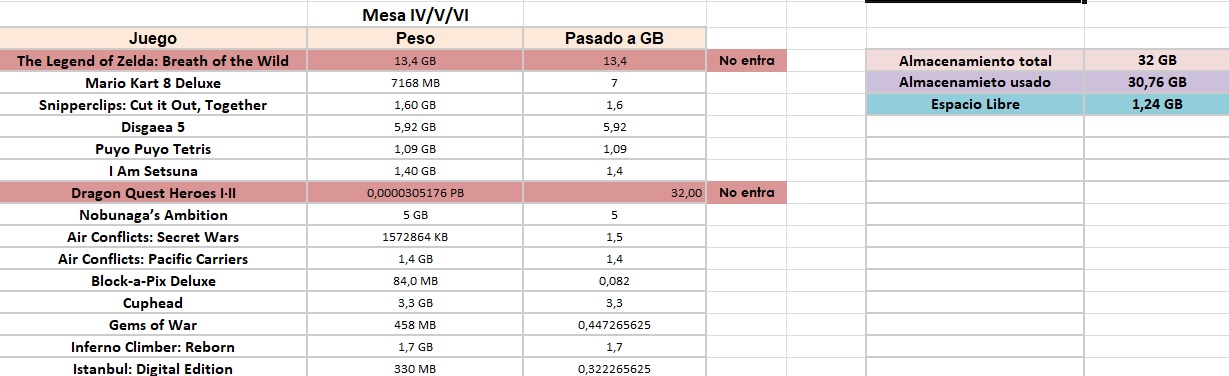 Mesa IV/V/VI
Juego Peso Pasado a GB
The Legend of Zelda: Breath of the Wild 13,4 GB 13,4 No entra Almacenamiento total 32 GB
Mario Kart 8 Deluxe 7168 MB 7 Almacenamieto usado 30,76 GB
Snipperclips: Cut it Out, Together 1,60 GB 1,6 Espacio Libre 1,24 GB
Disgaea 5 5,92 GB 5,92
Puyo Puyo Tetris 1,09 GB 1,09
I Am Setsuna 1,40 GB 1,4
Dragon Quest Heroes I·II 0,0000305176 PB 32,00 No entra
Nobunaga’s Ambition 5 GB 5
Air Conflicts: Secret Wars 1572864 KB 1,5
Air Conflicts: Pacific Carriers 1,4 GB 1,4
Block-a-Pix Deluxe 84,0 MB 0,082
Cuphead 3,3 GB 3,3
Gems of War 458 MB 0,447265625
Inferno Climber: Reborn 1,7 GB 1,7
Istanbul: Digital Edition 330 MB 0,322265625